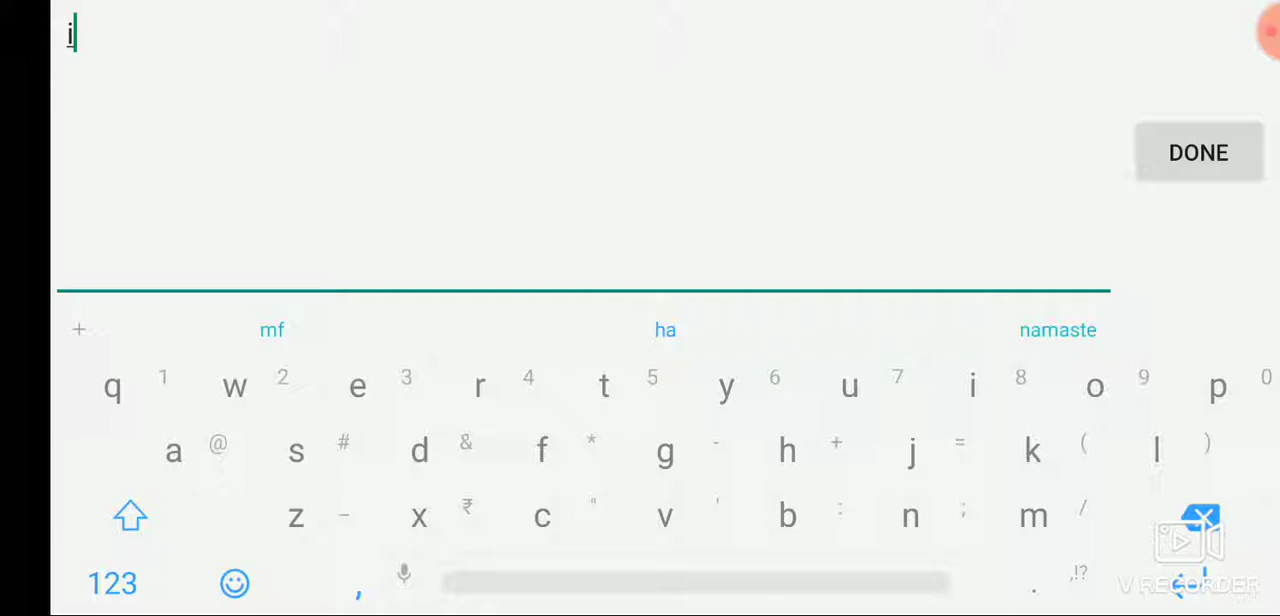 i
DONE
+ mf ha namaste
q 1 w 2 e 3 r 4 t 5 y 6 u 7 i 8 o 9 p 0
a @ s # d & f * g - h + j = k ( l )
z _ x ₹ c " v ' b : n ; m /
123 , . ,!?
V RECORDER